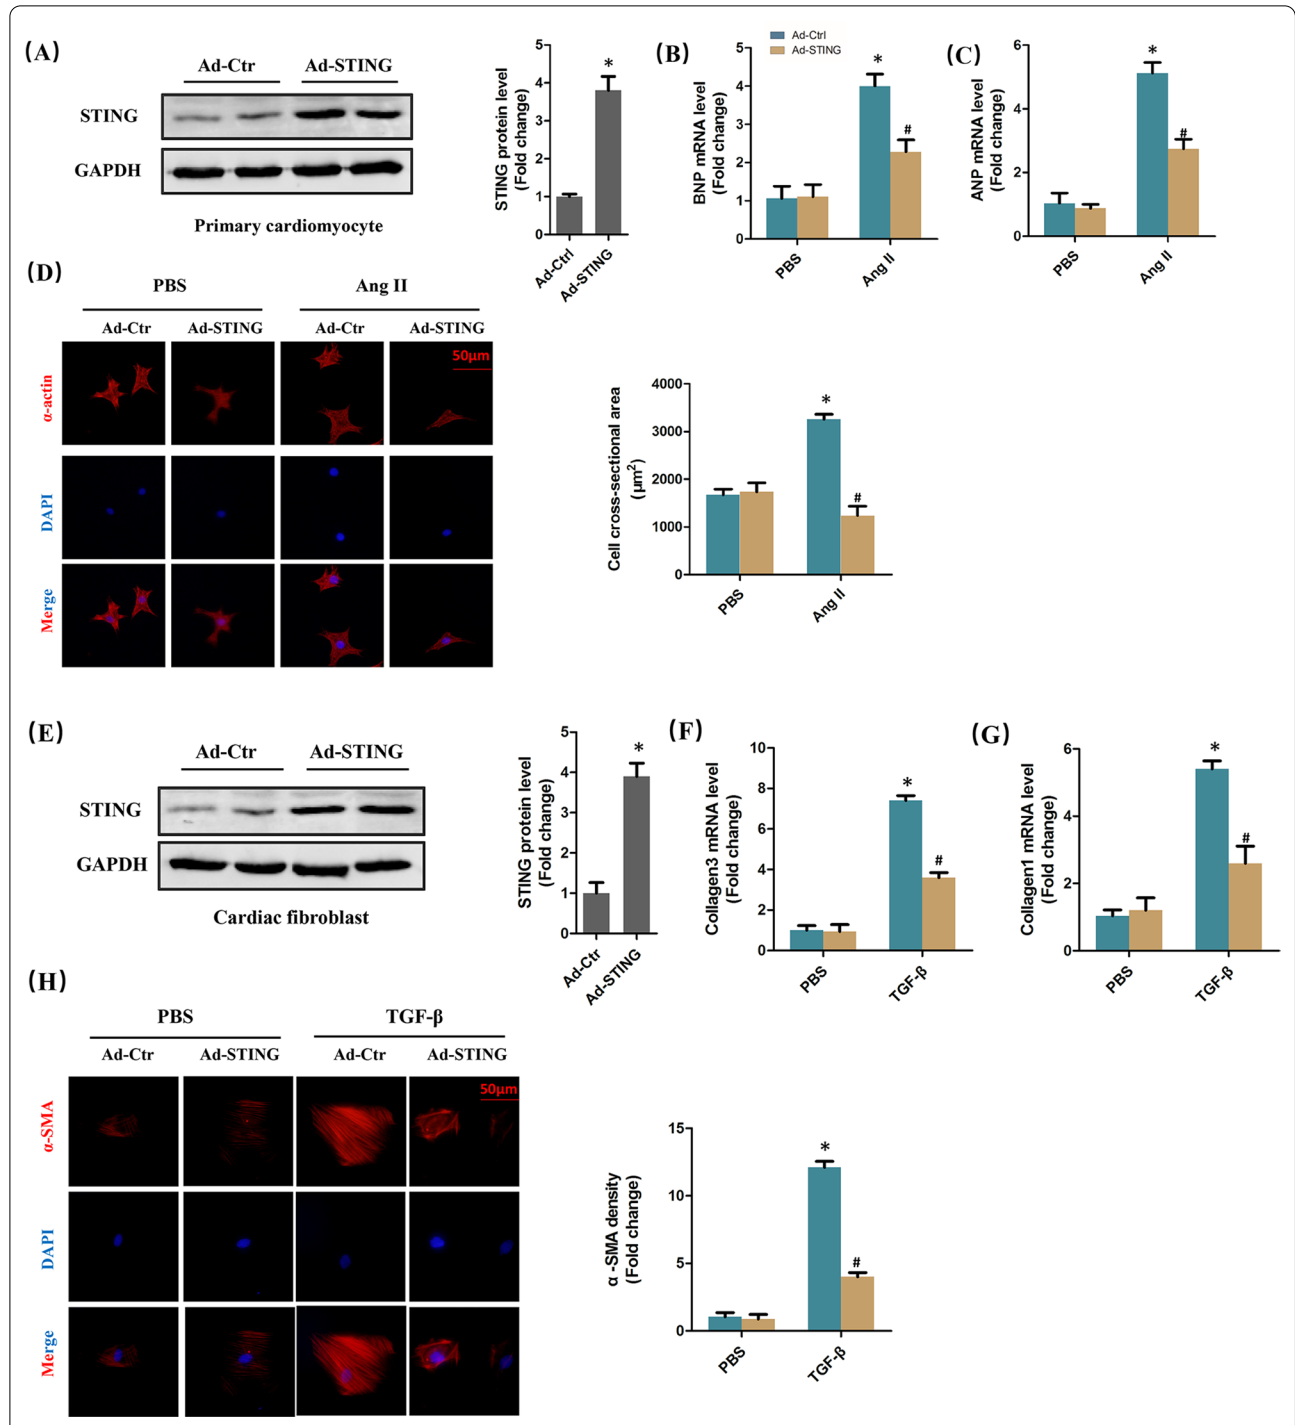 (A)
Ad-Ctr Ad-STING
STING
GAPDH
Primary cardiomyocyte
STING protein level
(Fold change)
5
4
3
2
1
0
Ad-Ctrl
Ad-STING
*
(B)
Ad-Ctrl
Ad-STING
BNP mRNA level
(Fold change)
5
4
3
2
1
0
*
#
PBS
Ang II
(C)
ANP mRNA level
(Fold change)
6
4
2
0
*
#
PBS
Ang II
(D)
PBS Ang II
Ad-Ctr Ad-STING Ad-Ctr Ad-STING
50μm
α-actin
DAPI
Merge
Cell cross-sectional area
(μm²)
4000
3000
2000
1000
0
*
#
PBS
Ang II
(E)
Ad-Ctr Ad-STING
STING
GAPDH
Cardiac fibroblast
STING protein level
(Fold change)
5
4
3
2
1
0
*
Ad-Ctr
Ad-STING
(F)
Collagen3 mRNA level
(Fold change)
10
8
6
4
2
0
*
#
PBS
TGF-β
(G)
Collagen1 mRNA level
(Fold change)
6
4
2
0
*
#
PBS
TGF-β
(H)
PBS TGF-β
Ad-Ctr Ad-STING Ad-Ctr Ad-STING
50μm
α-SMA
DAPI
Merge
α -SMA density
(Fold change)
15
10
5
0
*
#
PBS
TGF-β